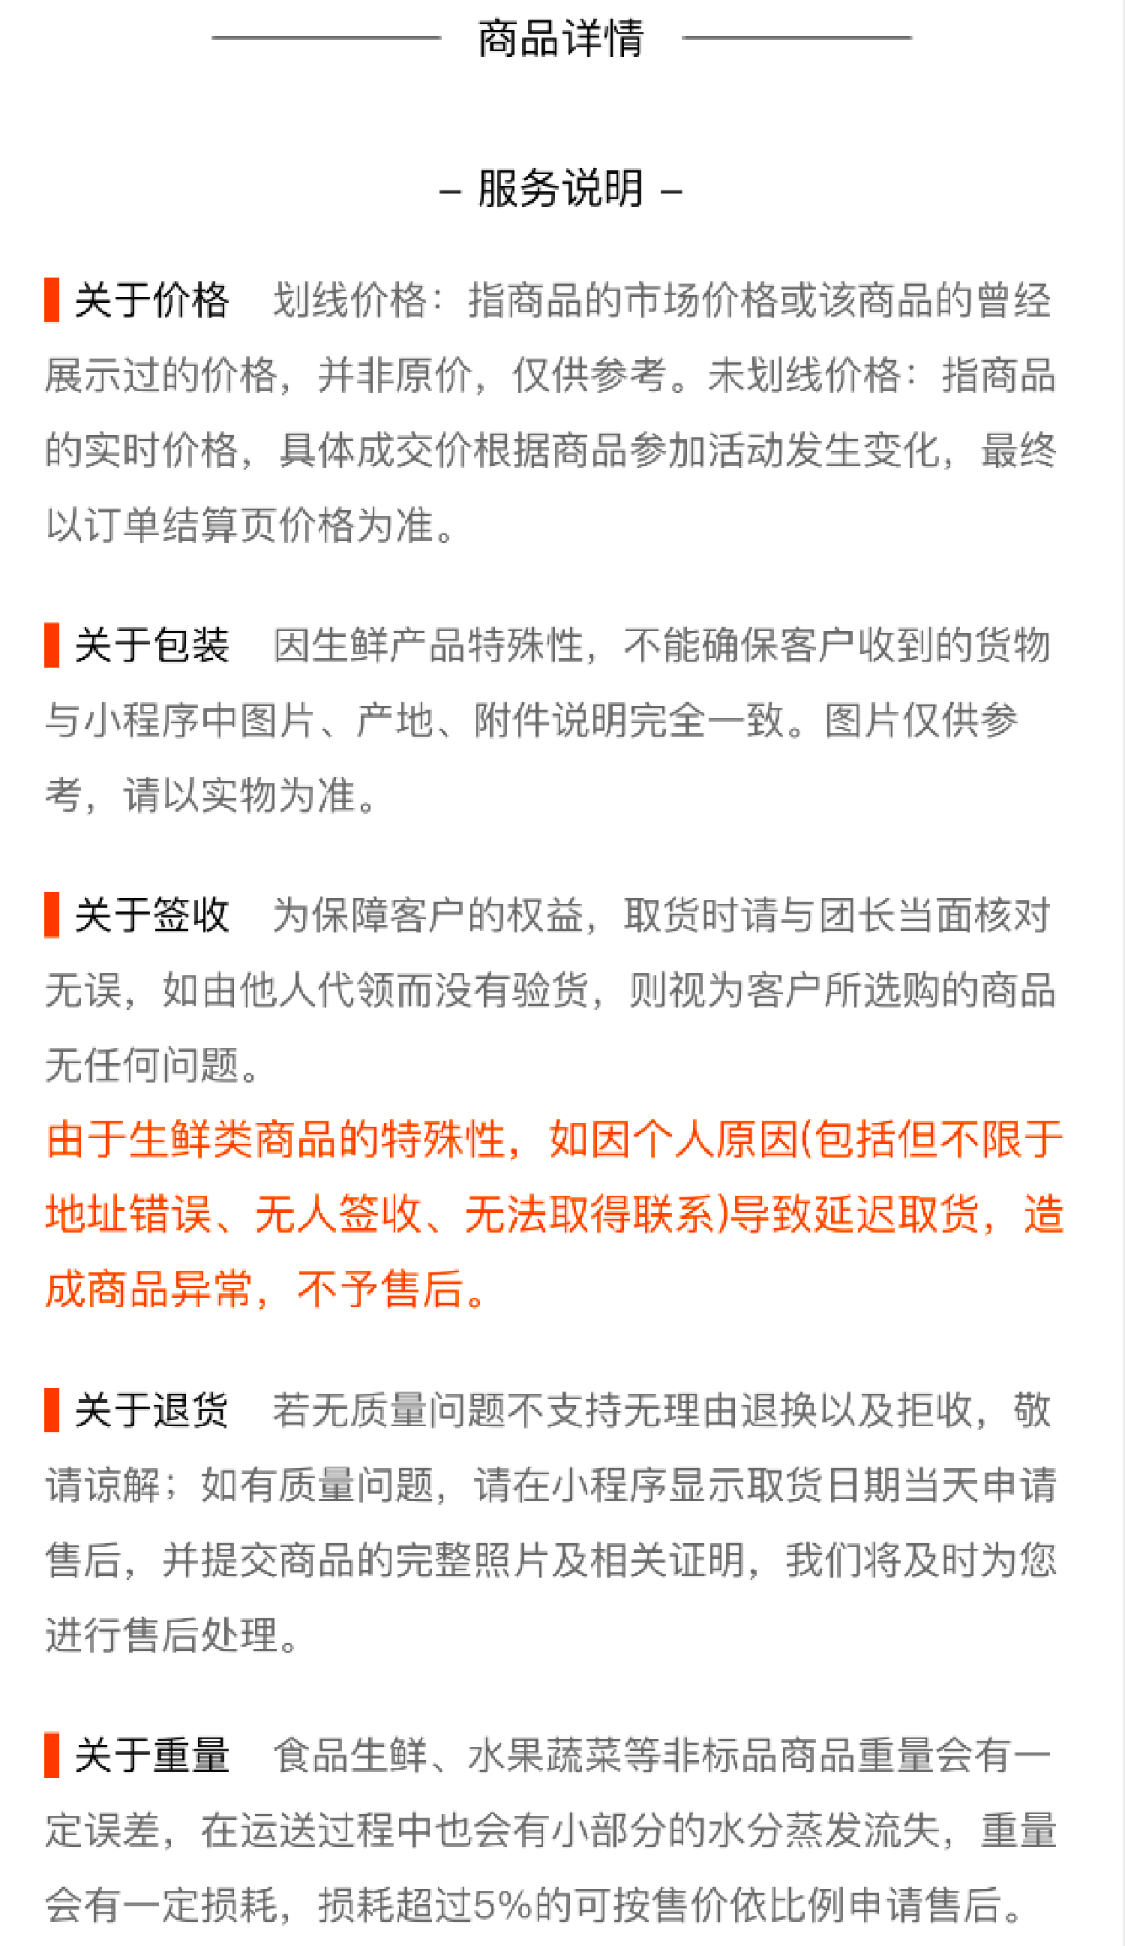 商品详情
- 服务说明 -
关于价格 划线价格：指商品的市场价格或该商品的曾经
展示过的价格，并非原价，仅供参考。未划线价格：指商品
的实时价格，具体成交价根据商品参加活动发生变化，最终
以订单结算页价格为准。
关于包装 因生鲜产品特殊性，不能确保客户收到的货物
与小程序中图片、产地、附件说明完全一致。图片仅供参
考，请以实物为准。
关于签收 为保障客户的权益，取货时请与团长当面核对
无误，如由他人代领而没有验货，则视为客户所选购的商品
无任何问题。
由于生鲜类商品的特殊性，如因个人原因(包括但不限于
地址错误、无人签收、无法取得联系)导致延迟取货，造
成商品异常，不予售后。
关于退货 若无质量问题不支持无理由退换以及拒收，敬
请谅解；如有质量问题，请在小程序显示取货日期当天申请
售后，并提交商品的完整照片及相关证明，我们将及时为您
进行售后处理。
关于重量 食品生鲜、水果蔬菜等非标品商品重量会有一
定误差，在运送过程中也会有小部分的水分蒸发流失，重量
会有一定损耗，损耗超过5%的可按售价依比例申请售后。